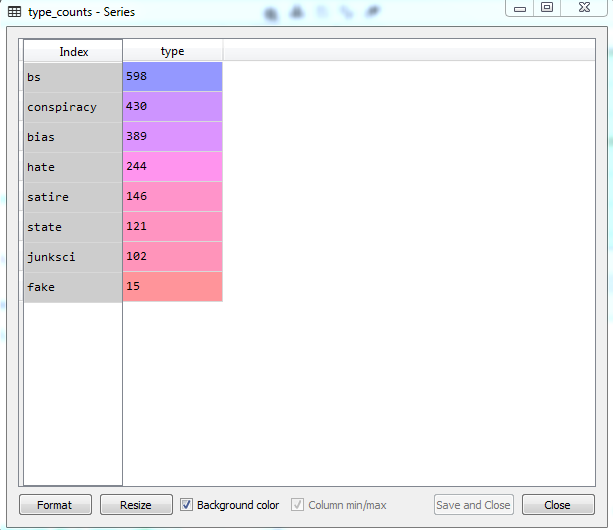 type_counts - Series
Index type
bs 598
conspiracy 430
bias 389
hate 244
satire 146
state 121
junksci 102
fake 15
Format Resize Background color Column min/max Save and Close Close